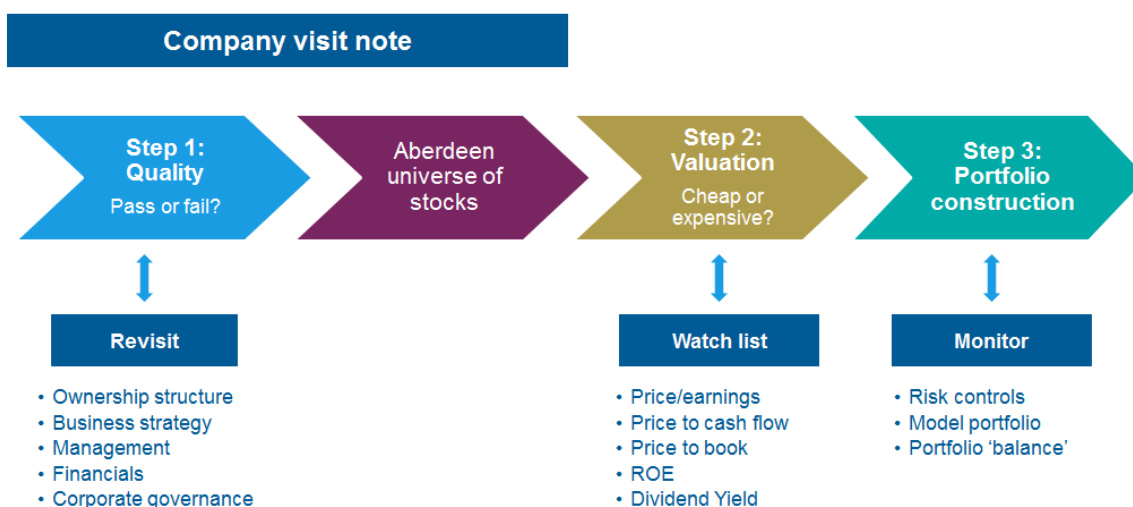 Company visit note
Step 1:
Quality
Pass or fail?
Aberdeen
universe of
stocks
Step 2:
Valuation
Cheap or
expensive?
Step 3:
Portfolio
construction
Revisit
• Ownership structure
• Business strategy
• Management
• Financials
• Corporate governance
Watch list
• Price/earnings
• Price to cash flow
• Price to book
• ROE
• Dividend Yield
Monitor
• Risk controls
• Model portfolio
• Portfolio ‘balance’